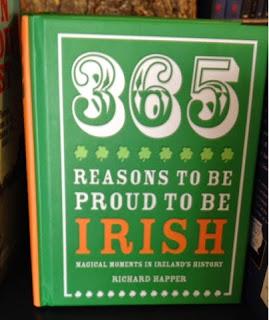 365
REASONS TO BE
PROUD TO BE
IRISH
MAGICAL MOMENTS IN IRELAND'S HISTORY
RICHARD HAPPER